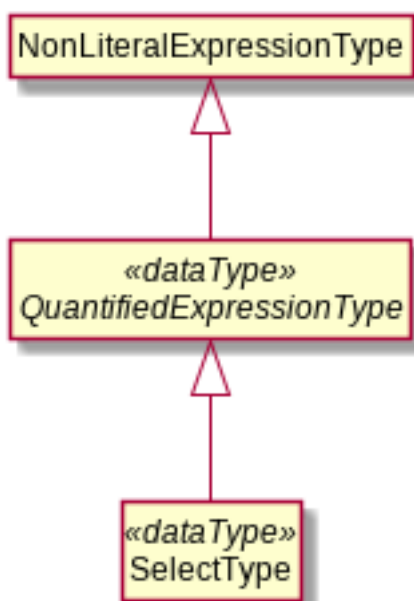 NonLiteralExpressionType
«dataType»
QuantifiedExpressionType
«dataType»
SelectType